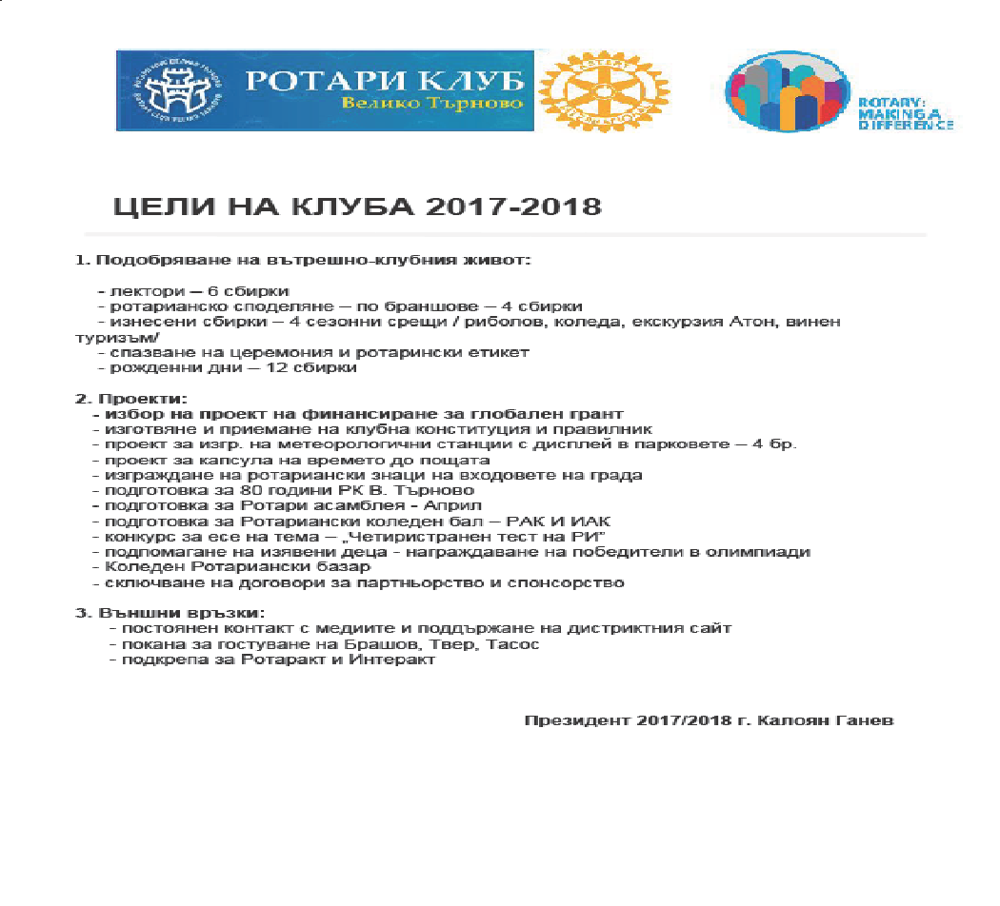 РОТАРИ КЛУБ
Велико Търново
ROTARY:
MAKING A
DIFFERENCE
ЦЕЛИ НА КЛУБА 2017-2018
1. Подобряване на вътрешно-клубния живот:
- лектори – 6 сбирки
- ротарианско споделяне – по браншове – 4 сбирки
- изнесени сбирки – 4 сезонни срещи / риболов, коледа, екскурзия Атон, винен
туризъм/
- спазване на церемония и ротарински етикет
- рожденни дни – 12 сбирки
2. Проекти:
- избор на проект на финансиране за глобален грант
- изготвяне и приемане на клубна конституция и правилник
- проект за изгр. на метеорологични станции с дисплей в парковете – 4 бр.
- проект за капсула на времето до пощата
- изграждане на ротариански знаци на входовете на града
- подготовка за 80 години РК В. Търново
- подготовка за Ротари асамблея - Април
- подготовка за Ротариански коледен бал – РАК И ИАК
- конкурс за есе на тема – „Четиристранен тест на РИ"
- подпомагане на изявени деца - награждаване на победители в олимпиади
- Коледен Ротариански базар
- сключване на договори за партньорство и спонсорство
3. Външни връзки:
- постоянен контакт с медиите и поддържане на дистриктния сайт
- покана за гостуване на Брашов, Твер, Тасос
- подкрепа за Ротаракт и Интеракт
Президент 2017/2018 г. Калоян Ганев